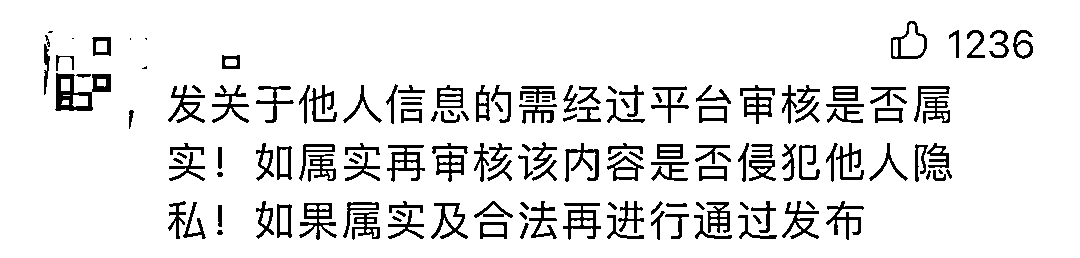 1236
发关于他人信息的需经过平台审核是否属
实！如属实再审核该内容是否侵犯他人隐
私！如果属实及合法再进行通过发布